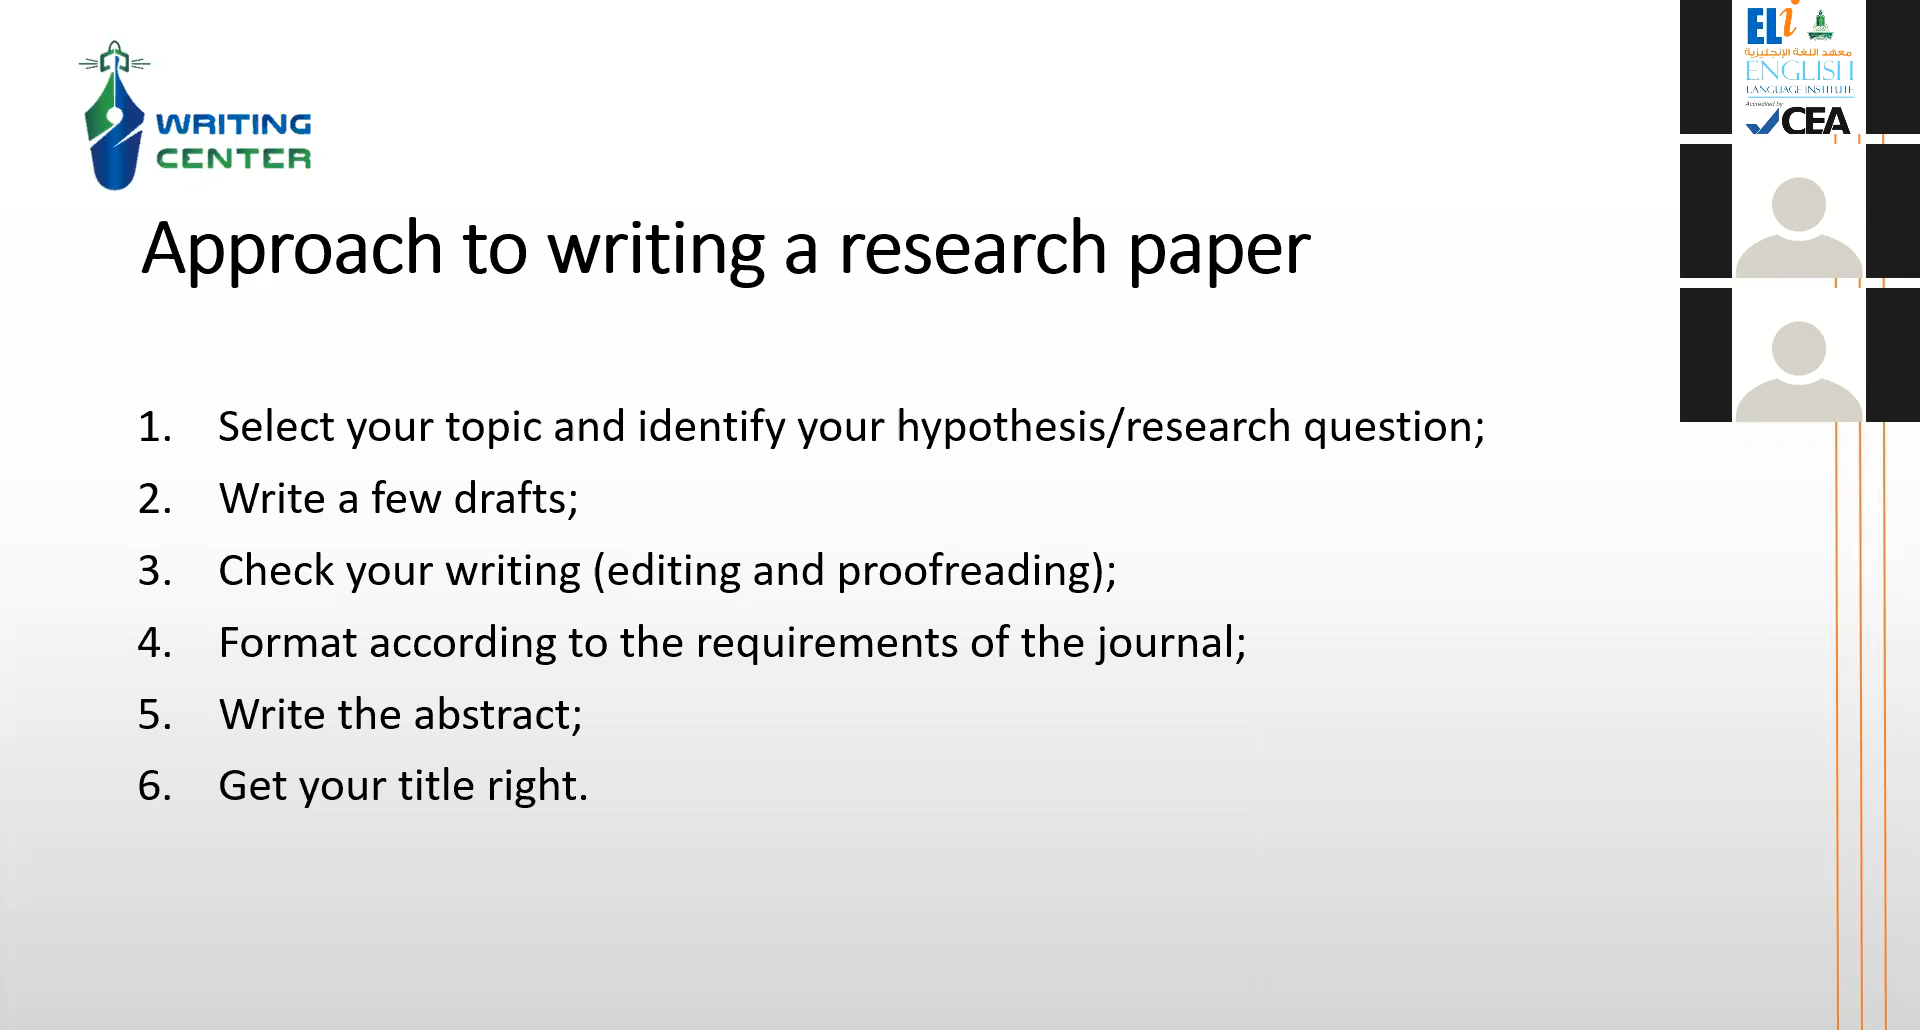 WRITING
CENTER
Approach to writing a research paper
1. Select your topic and identify your hypothesis/research question;
2. Write a few drafts;
3. Check your writing (editing and proofreading);
4. Format according to the requirements of the journal;
5. Write the abstract;
6. Get your title right.
ELi
معهد اللغة الإنجليزية
ENGLISH
LANGUAGE INSTITUTE
Accredited by
CEA